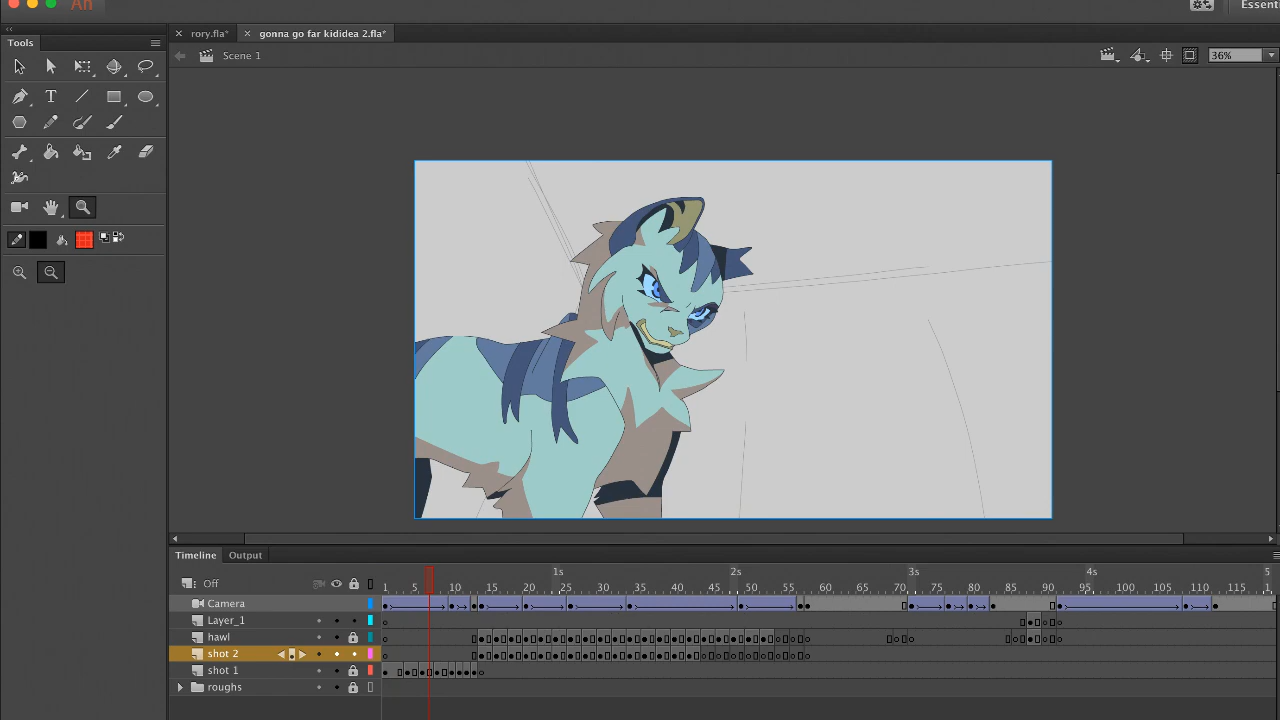 An
Essenti
Tools
rory.fla*
gonna go far kididea 2.fla*
Scene 1
36%
T
Timeline
Output
1s 2s 3s 4s 5
Off
1 5 10 15 20 25 30 35 40 45 50 55 60 65 70 75 80 85 90 95 100 105 110 115 12
Camera
Layer_1
hawl
shot 2
shot 1
roughs